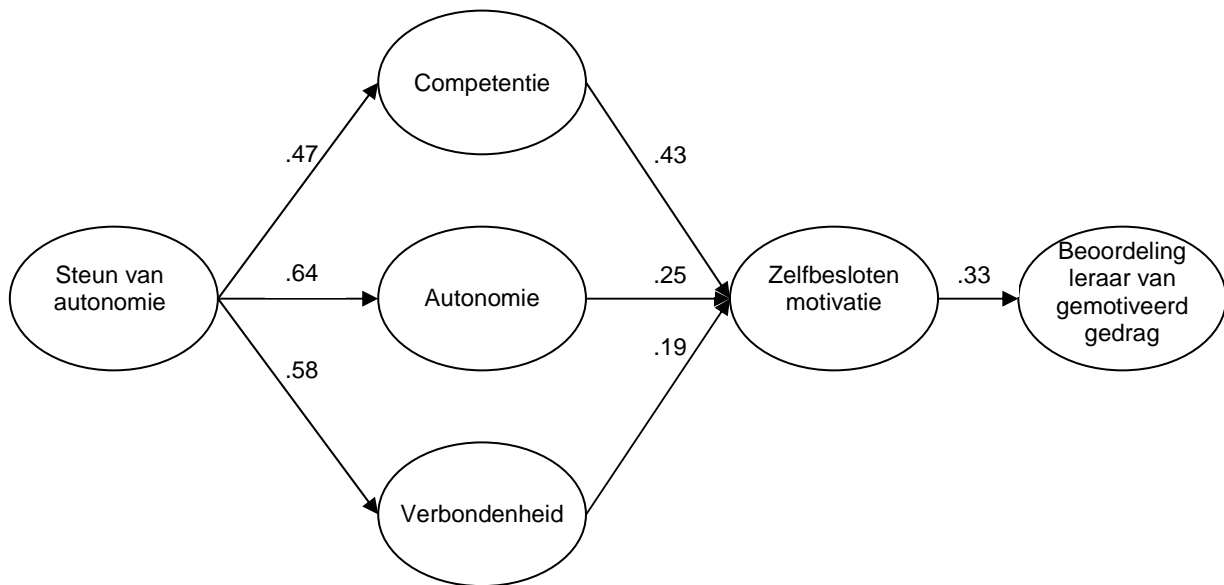 Competentie
.47
.43
Steun van
autonomie
.64
Autonomie
.25
Zelfbesloten
motivatie
.33
Beoordeling
leraar van
gemotiveerd
gedrag
.58
.19
Verbondenheid